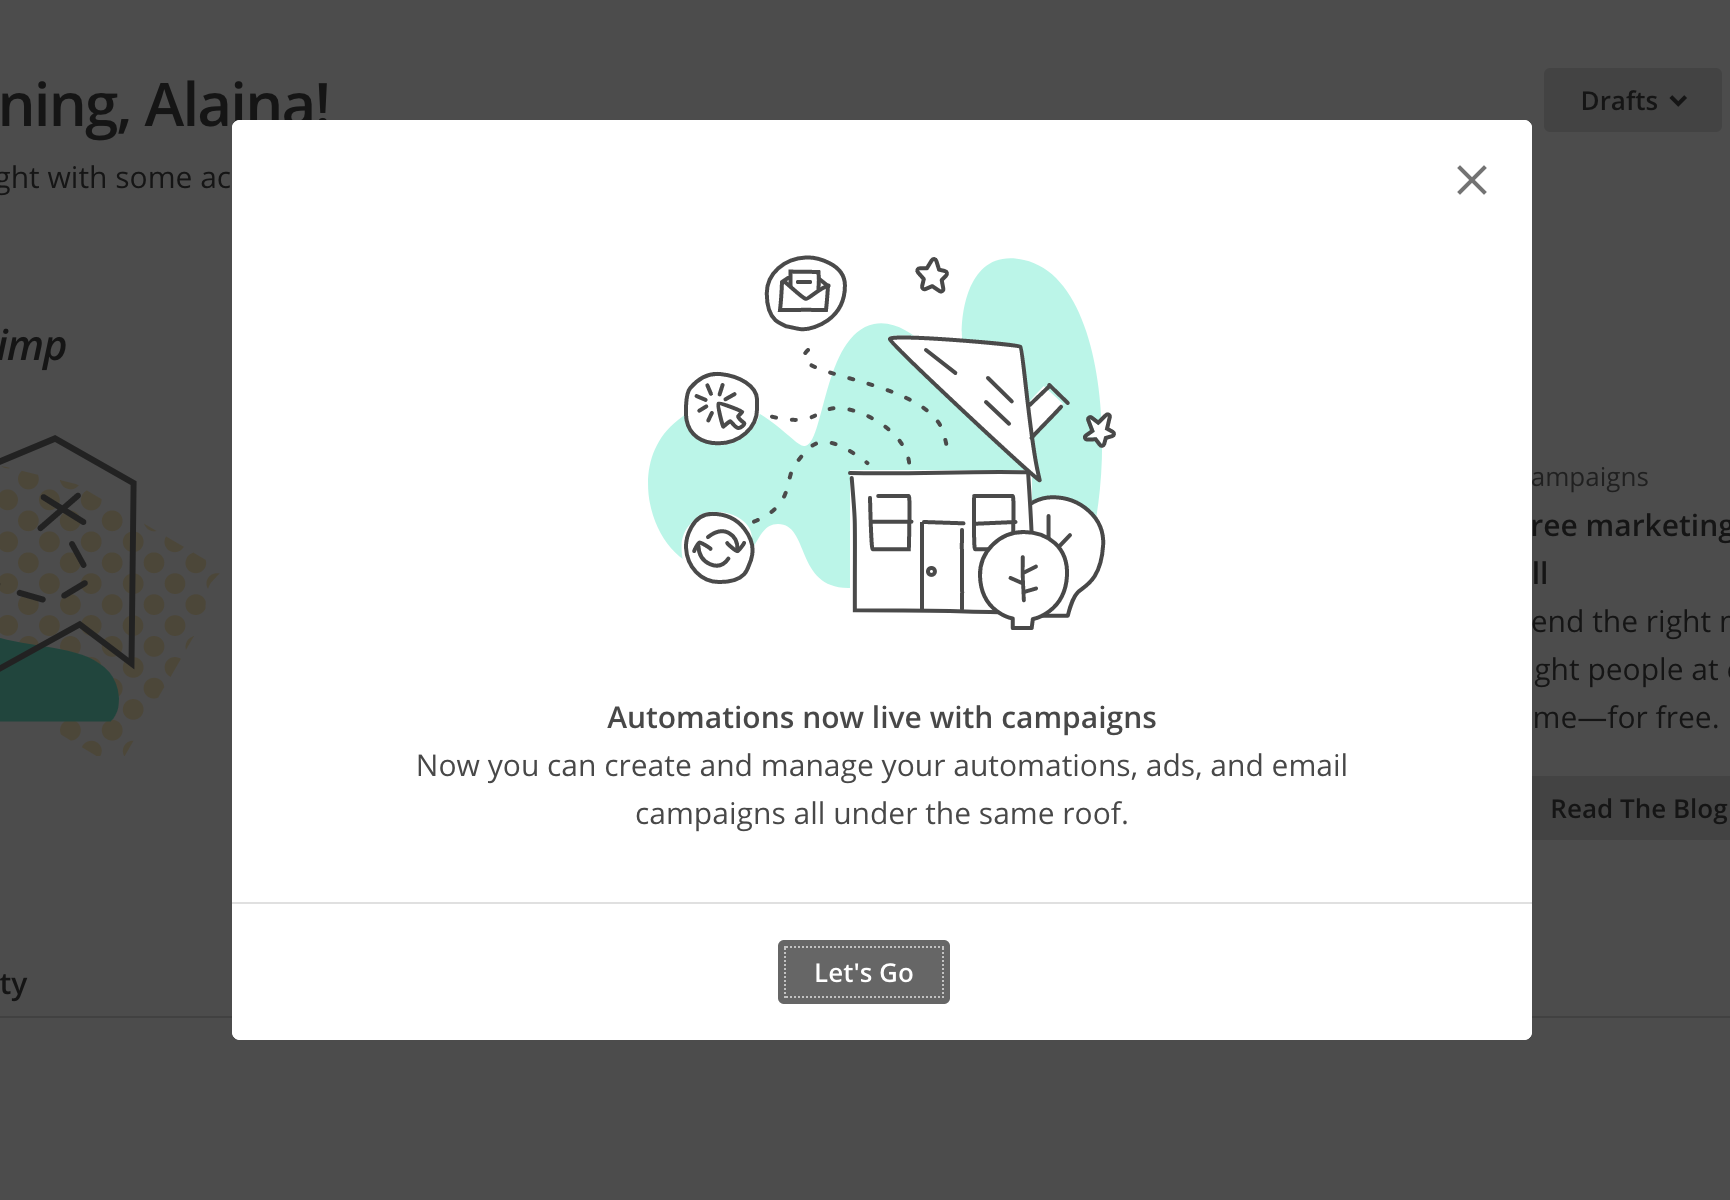 ning, Alaina!
Drafts
ght with some ac
imp
ampaigns
ree marketing
ll
end the right
ght people at
me—for free.
Read The Blog
Automations now live with campaigns
Now you can create and manage your automations, ads, and email
campaigns all under the same roof.
Let's Go
ty